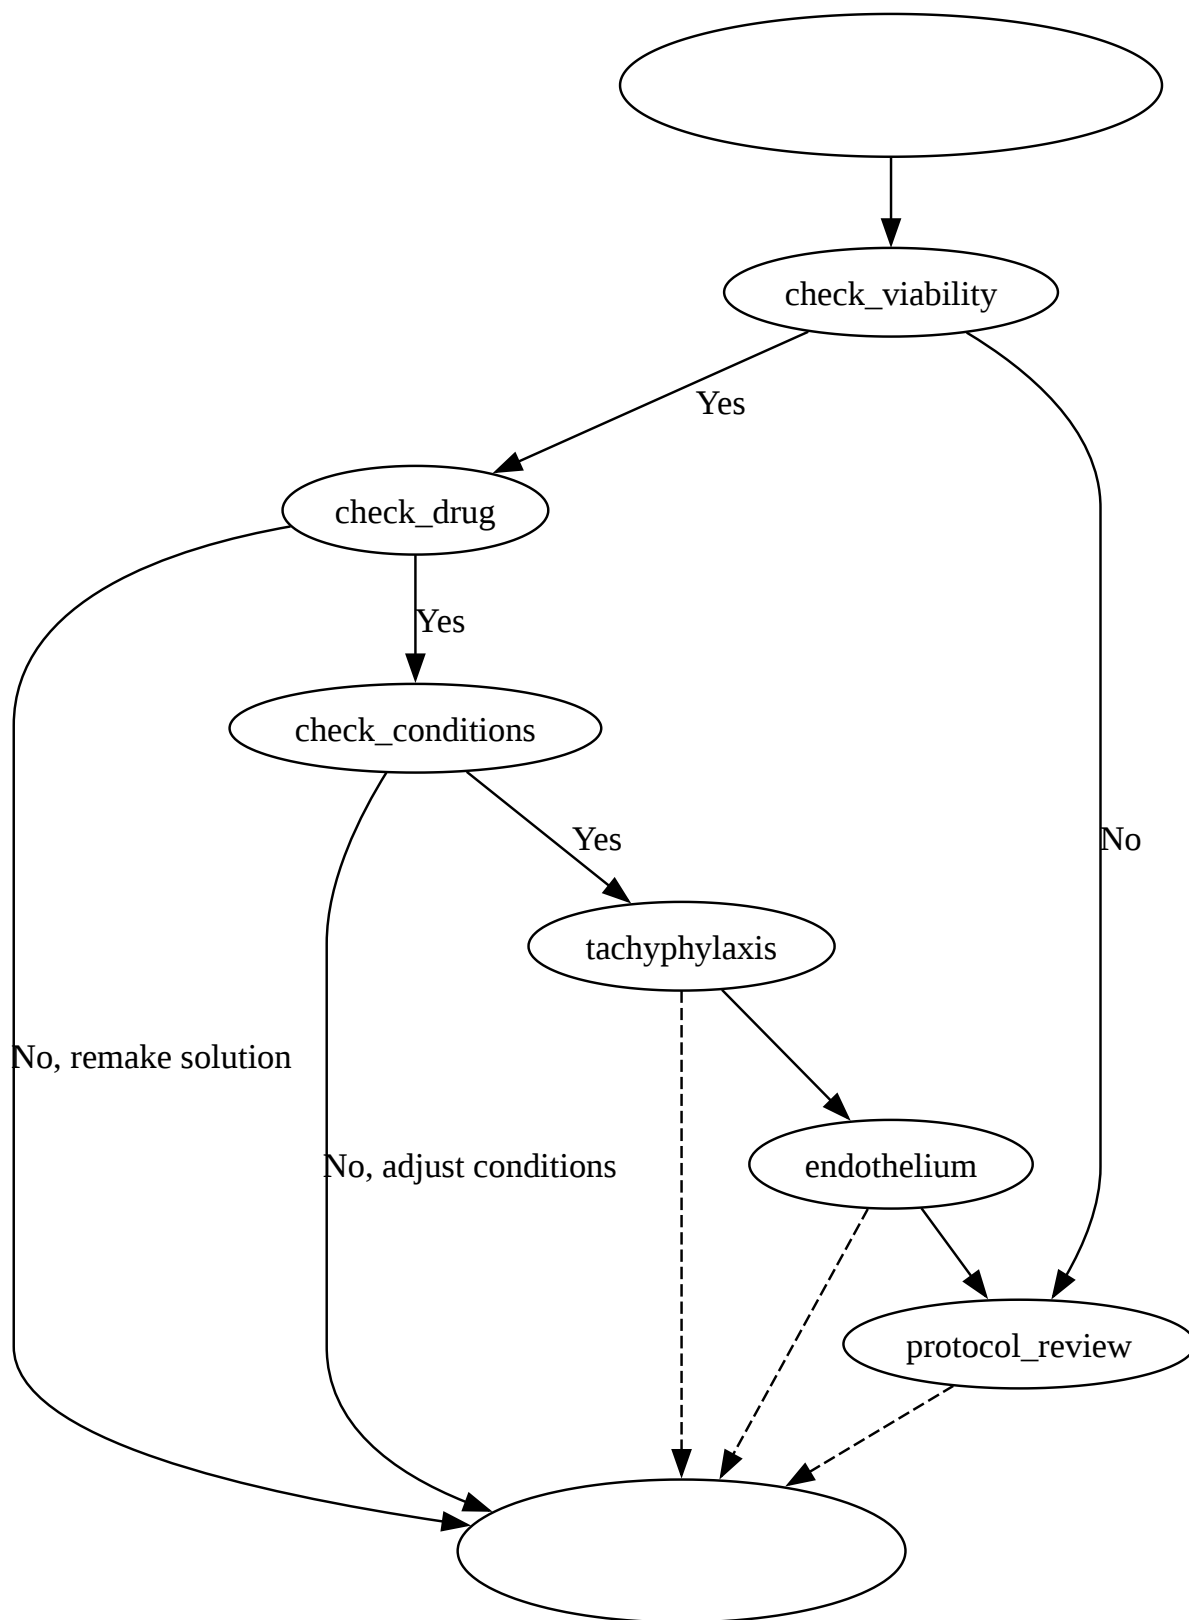 check_viability
Yes
check_drug
Yes
check_conditions
Yes
No
tachyphylaxis
No, remake solution
No, adjust conditions
endothelium
protocol_review